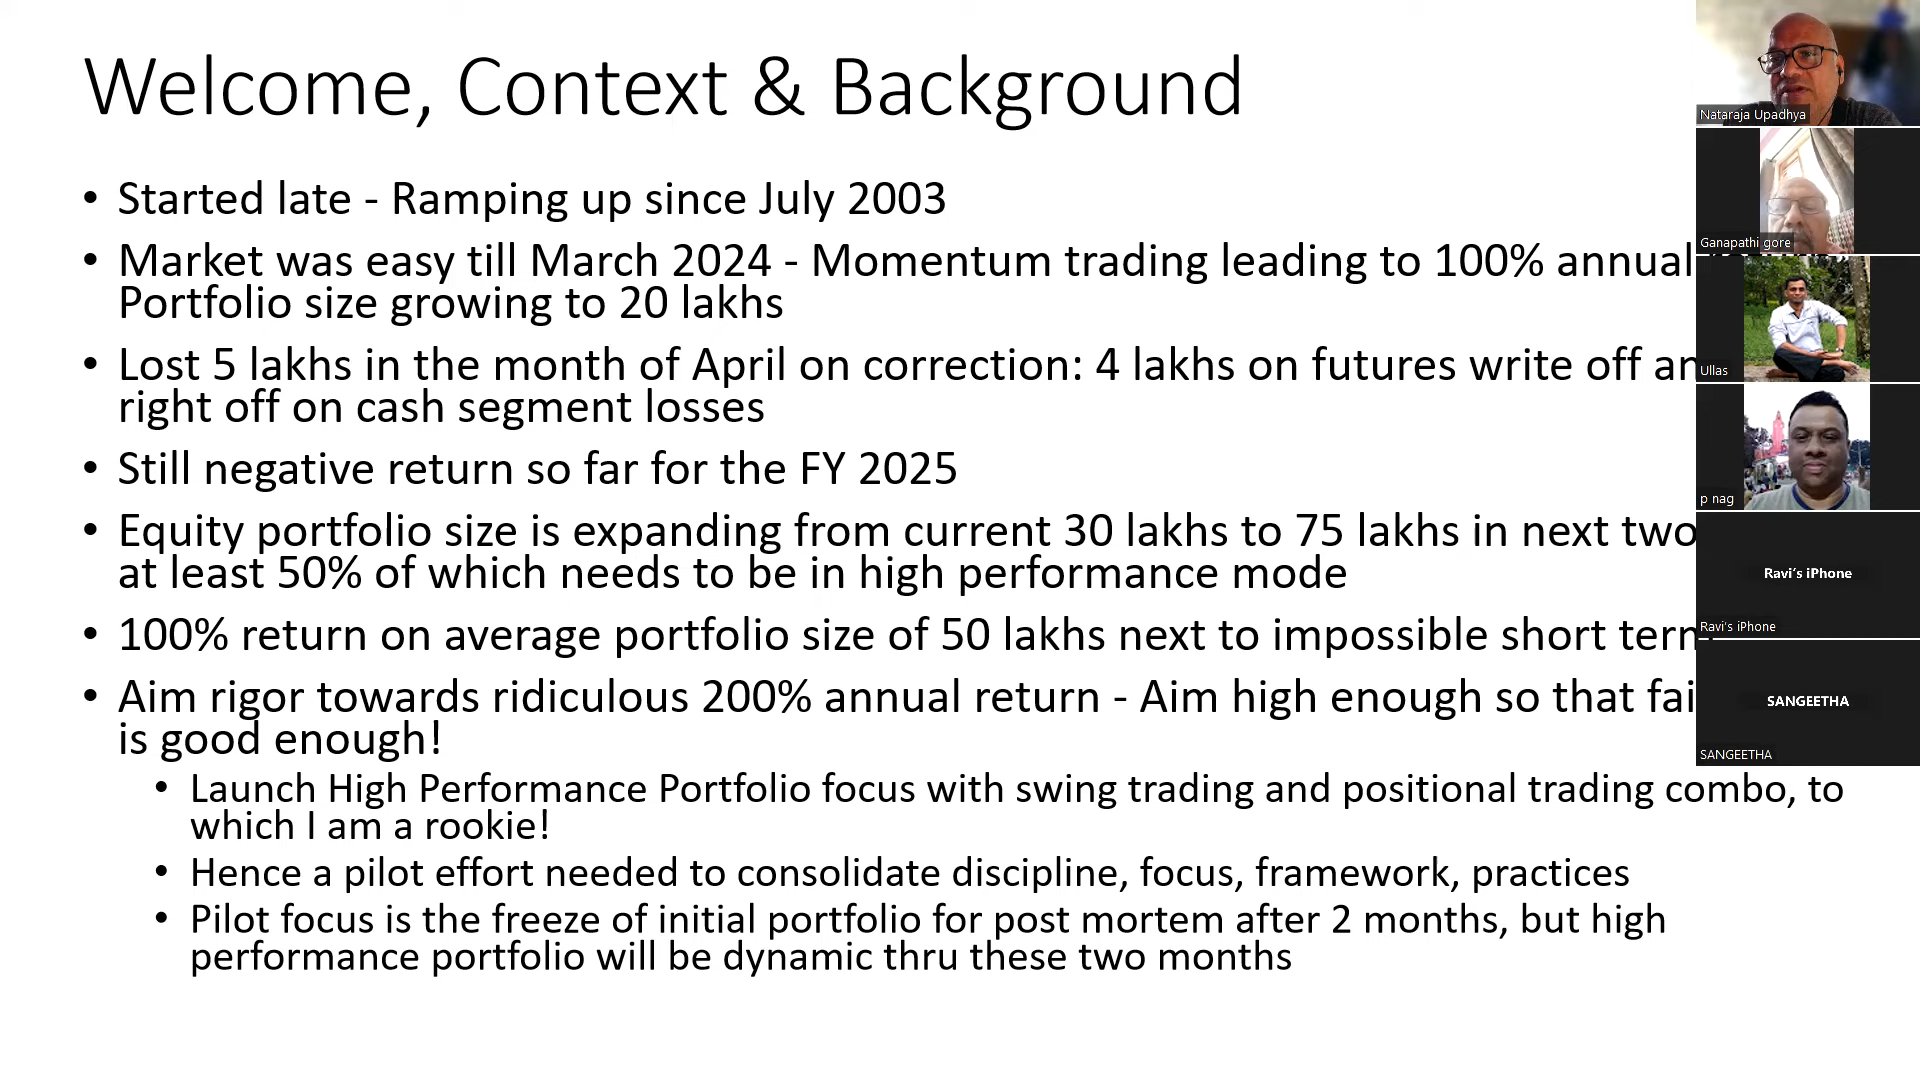 Welcome, Context & Background
• Started late - Ramping up since July 2003
• Market was easy till March 2024 - Momentum trading leading to 100% annual
Portfolio size growing to 20 lakhs
• Lost 5 lakhs in the month of April on correction: 4 lakhs on futures write off
right off on cash segment losses
• Still negative return so far for the FY 2025
• Equity portfolio size is expanding from current 30 lakhs to 75 lakhs in next two
at least 50% of which needs to be in high performance mode
• 100% return on average portfolio size of 50 lakhs next to impossible short term
• Aim rigor towards ridiculous 200% annual return - Aim high enough so that
is good enough!
• Launch High Performance Portfolio focus with swing trading and positional trading combo, to
which I am a rookie!
• Hence a pilot effort needed to consolidate discipline, focus, framework, practices
• Pilot focus is the freeze of initial portfolio for post mortem after 2 months, but high
performance portfolio will be dynamic thru these two months
Nataraja Upadhya
Ganapathi gore
Ullas
p nag
Ravi's iPhone
Ravi's iPhone
SANGEETHA
SANGEETHA